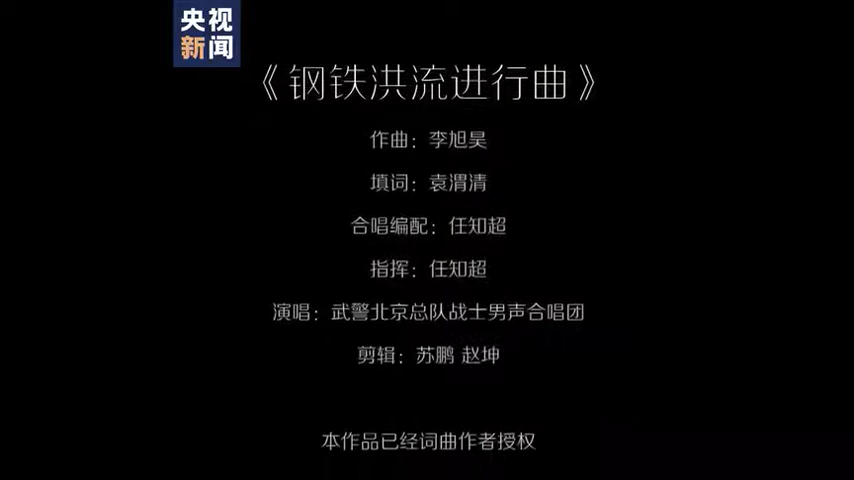 央视
新闻
《钢铁洪流进行曲》
作曲：李旭昊
填词：袁渭清
合唱编配：任知超
指挥：任知超
演唱：武警北京总队战士男声合唱团
剪辑：苏鹏 赵坤
本作品已经词曲作者授权